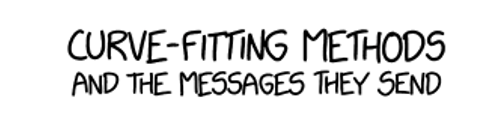 CURVE-FITTING METHODS
AND THE MESSAGES THEY SEND